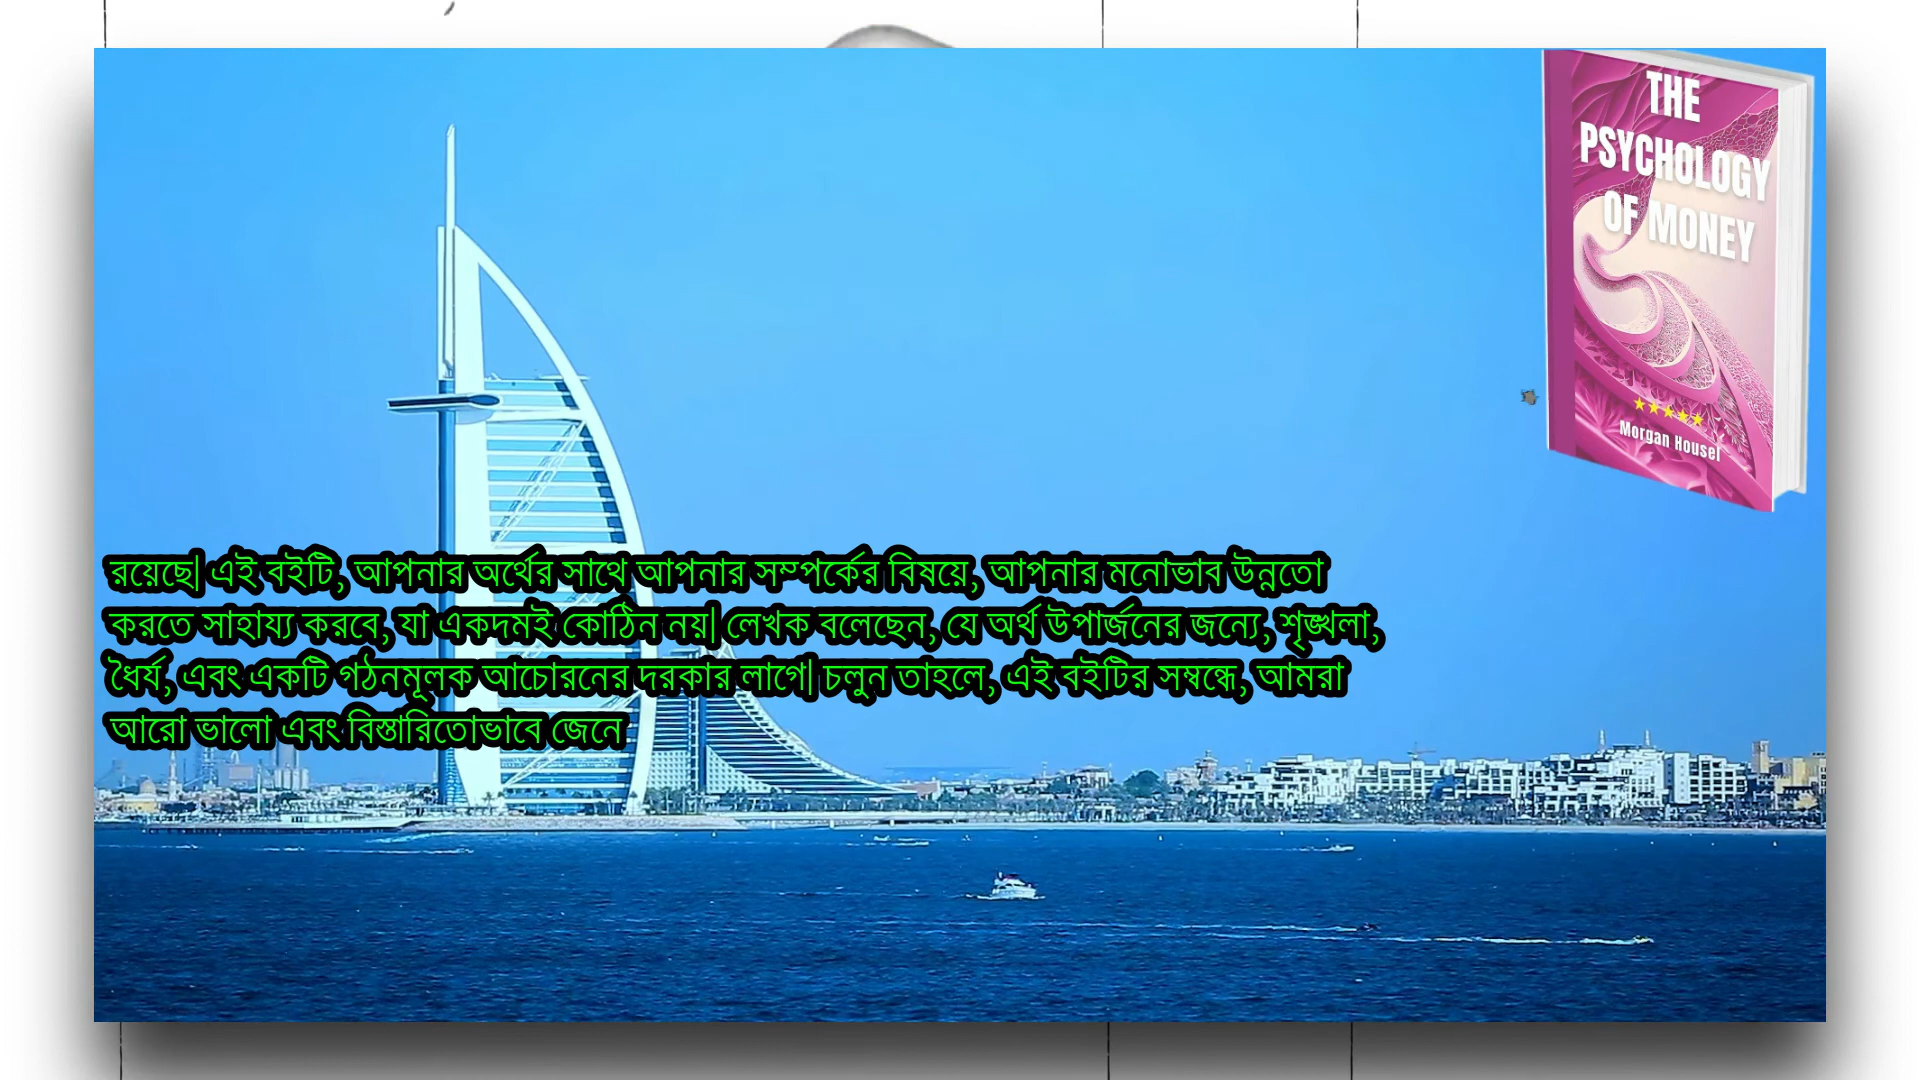 THE
PSYCHOLOGY
OF MONEY
Morgan Housel
রয়েছে| এই বইটি, আপনার অর্থের সাথে আপনার সম্পর্কের বিষয়ে, আপনার মনোভাব উন্নতো
করতে সাহায্য করবে, যা একদমই কোঠিন নয়| লেখক বলেছেন, যে অর্থ উপার্জনের জন্যে, শৃঙ্খলা,
ধৈর্য, এবং একটি গঠনমূলক আচোরনের দরকার লাগে| চলুন তাহলে, এই বইটির সম্বন্ধে, আমরা
আরো ভালো এবং বিস্তারিতোভাবে জেনে